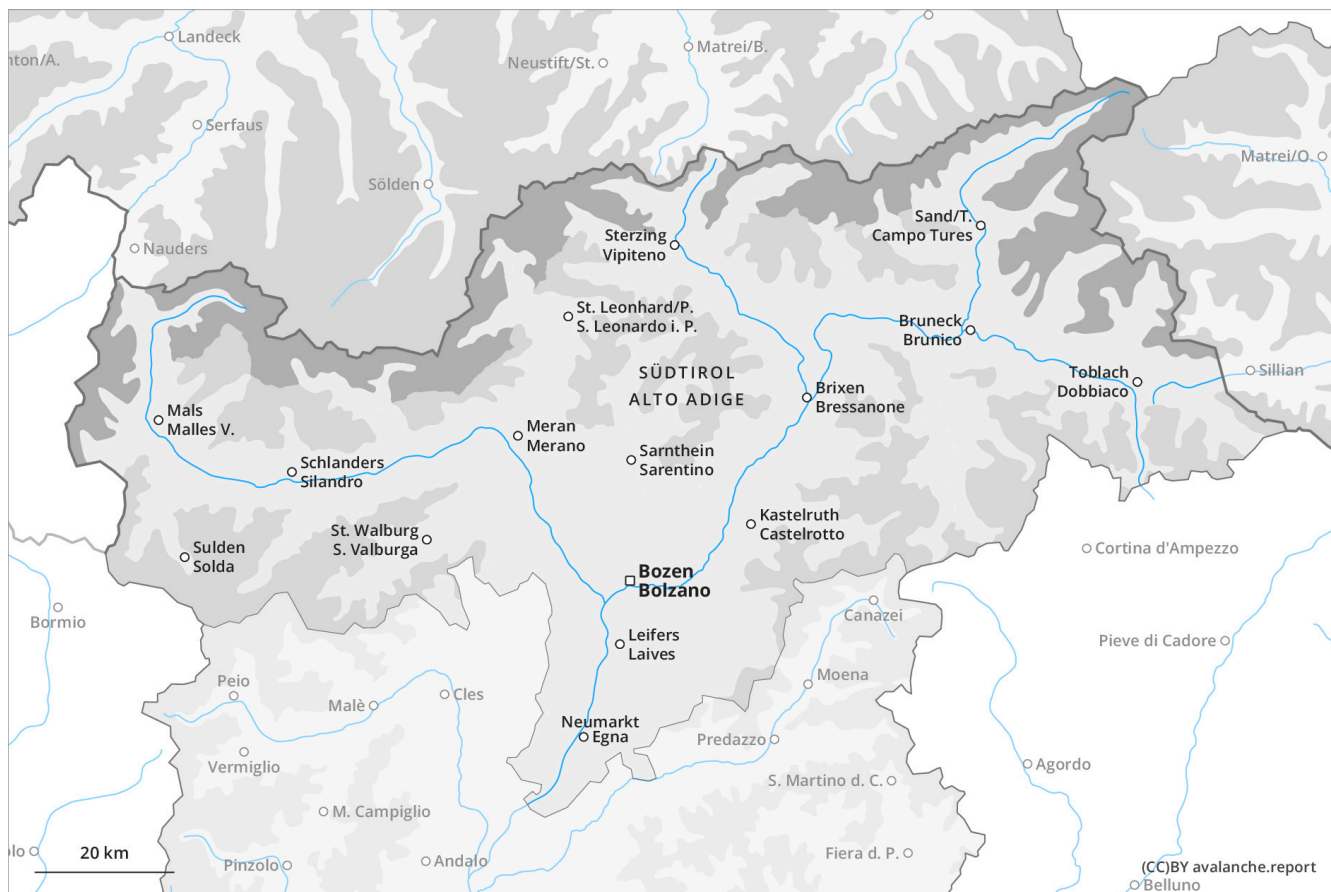 Landeck
nton/A.
Matrei/B.
Neustift/St.
Serfaus
Matrei/O.
Sölden
Sand/T.
Campo Tures
Nauders
Sterzing
Vipiteno
St. Leonhard/P.
S. Leonardo i. P.
Bruneck
Brunico
SÜDTIROL
ALTO ADIGE
Toblach
Dobbiaco
Sillian
Brixen
Bressanone
Mals
Malles V.
Meran
Merano
Schlanders
Silandro
Sarnthein
Sarentino
St. Walburg
S. Valburga
Kastelruth
Castelrotto
Sulden
Solda
Cortina d'Ampezzo
Bozen
Bolzano
Bormio
Canazei
Leifers
Laives
Pieve di Cadore
Peio
Moena
Malè
Cles
Neumarkt
Egna
Predazzo
Vermiglio
Agordo
S. Martino d. C.
M. Campiglio
olo
20 km
Pinzolo
Andalo
Fiera d. P.
(CC)BY avalanche.report
Belluno